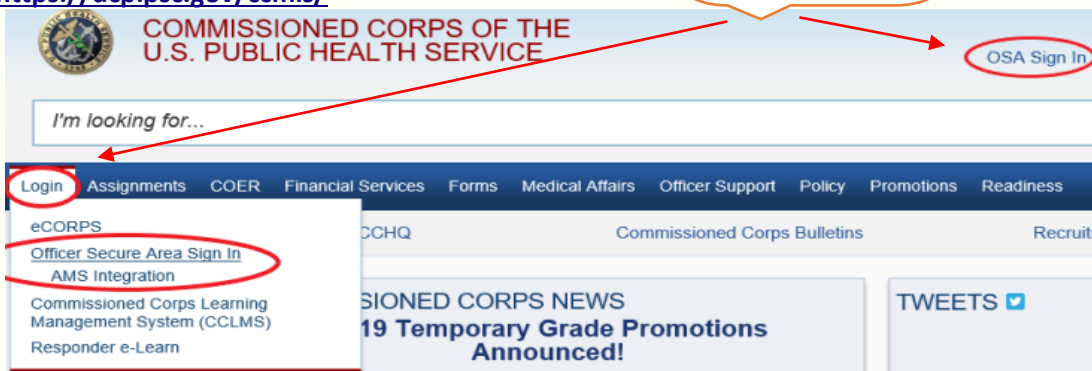 COMMISSIONED CORPS OF THE
U.S. PUBLIC HEALTH SERVICE
OSA Sign In
I'm looking for...
Login Assignments COER Financial Services Forms Medical Affairs Officer Support Policy Promotions Readiness
eCORPS
CCHQ Commissioned Corps Bulletins
Officer Secure Area Sign In
AMS Integration
Commissioned Corps Learning
Management System (CCLMS)
Responder e-Learn
SIONED CORPS NEWS
19 Temporary Grade Promotions
Announced!
TWEETS